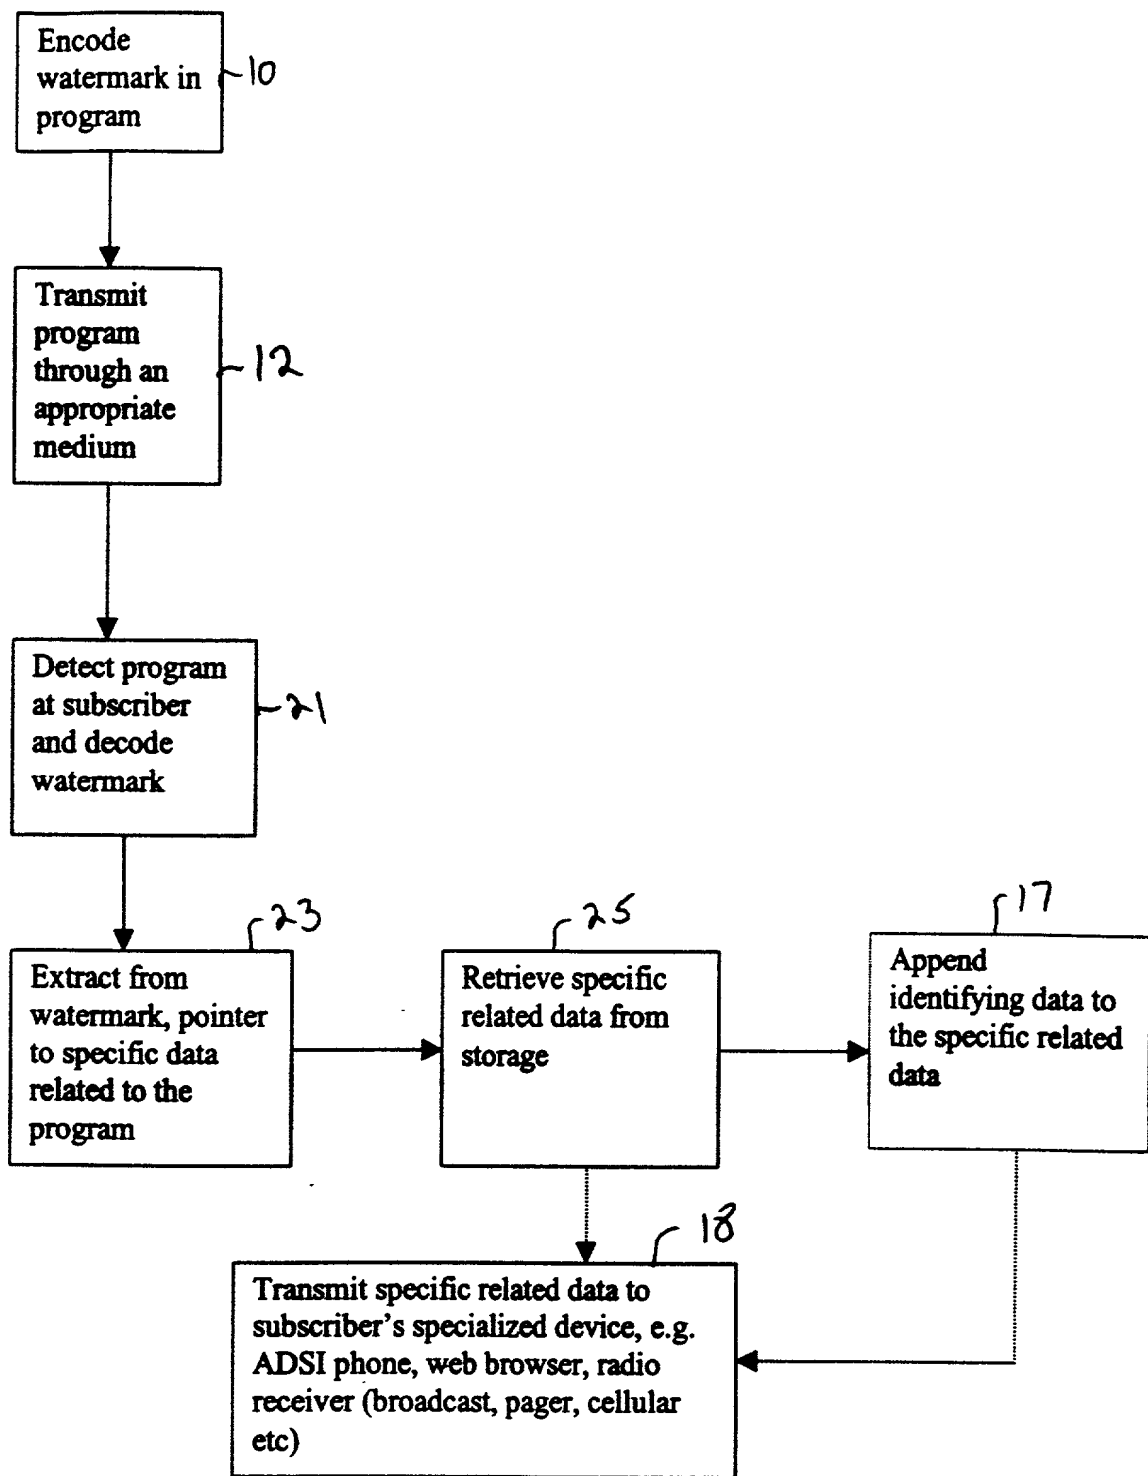 Encode
watermark in
program
10
Transmit
program
through an
appropriate
medium
12
Detect program
at subscriber
and decode
watermark
21
23
Extract from
watermark, pointer
to specific data
related to the
program
25
Retrieve specific
related data from
storage
17
Append
identifying data to
the specific related
data
18
Transmit specific related data to
subscriber's specialized device, e.g.
ADSI phone, web browser, radio
receiver (broadcast, pager, cellular
etc)